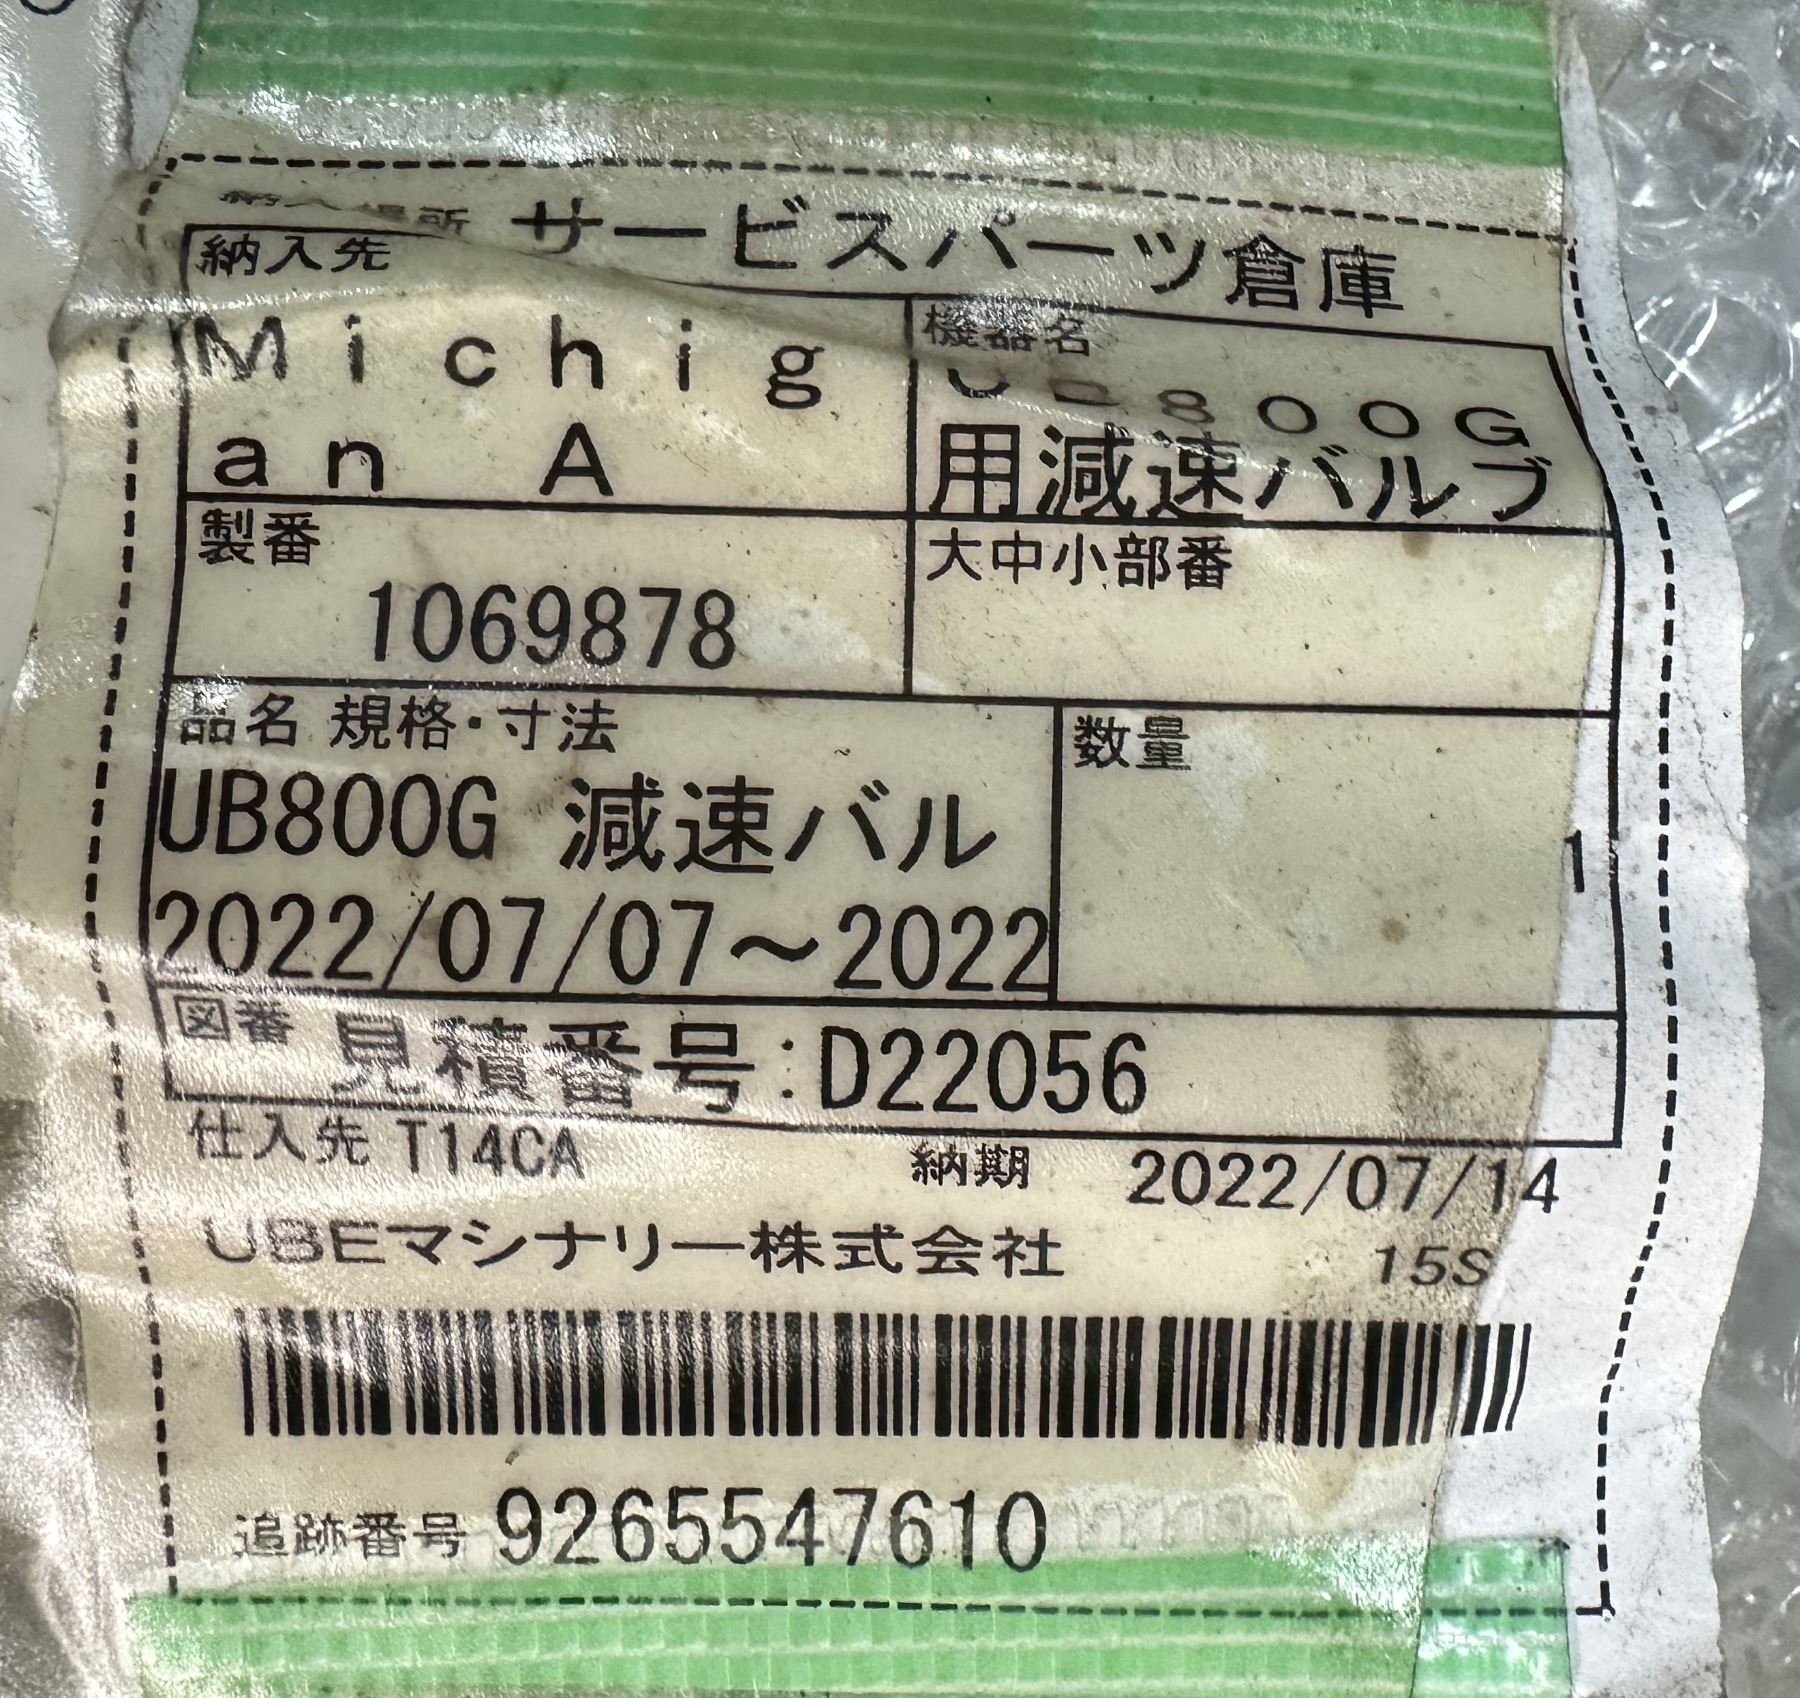 納入場所 サービスパーツ倉庫
納入先
Michig
an A
機器名
UB800G
用減速バルブ
製番
1069878
大中小部番
品名 規格・寸法
UB800G 減速バル
2022/07/07～2022
数量
1
図番 見積番号:D22056
仕入先 T14CA 納期 2022/07/14
UBEマシナリー株式会社 15S
追跡番号 9265547610